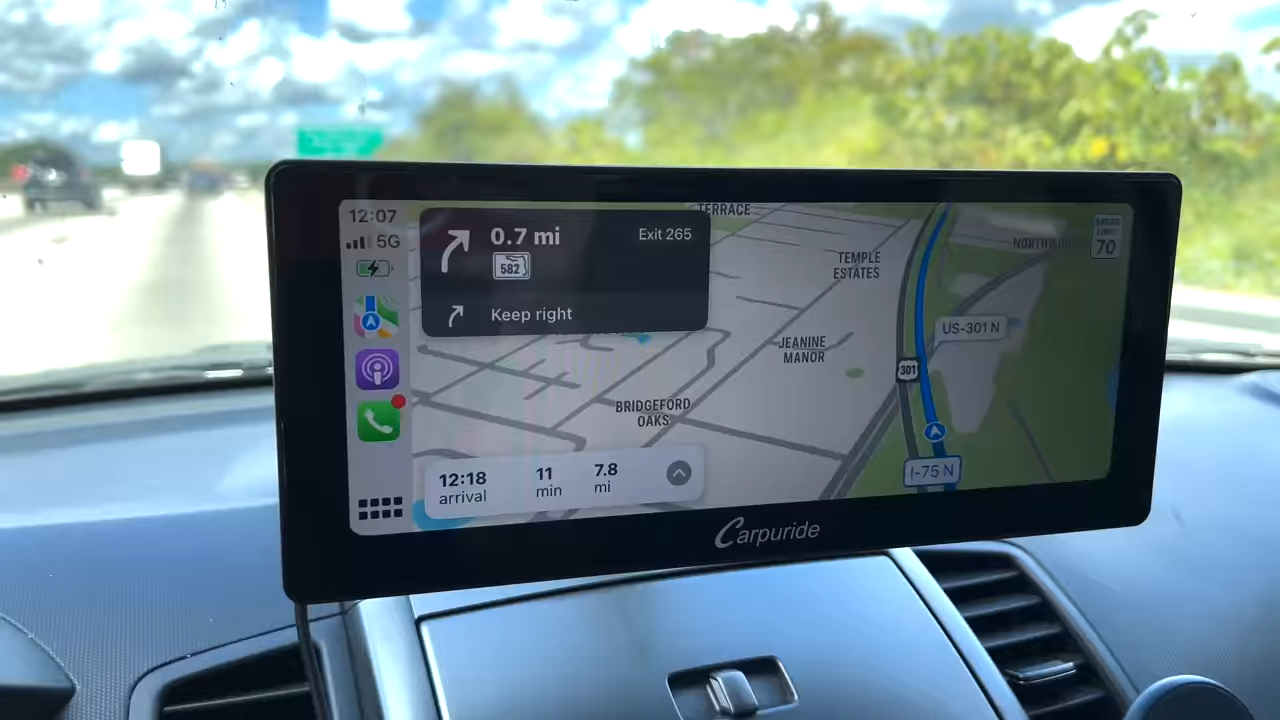 12:07
5G
0.7 mi
Exit 265
582
Keep right
TERRACE
TEMPLE
ESTATES
70
US-301 N
JEANINE
MANOR
301
BRIDGEFORD
OAKS
I-75 N
12:18
arrival
11
min
7.8
mi
Carpuride